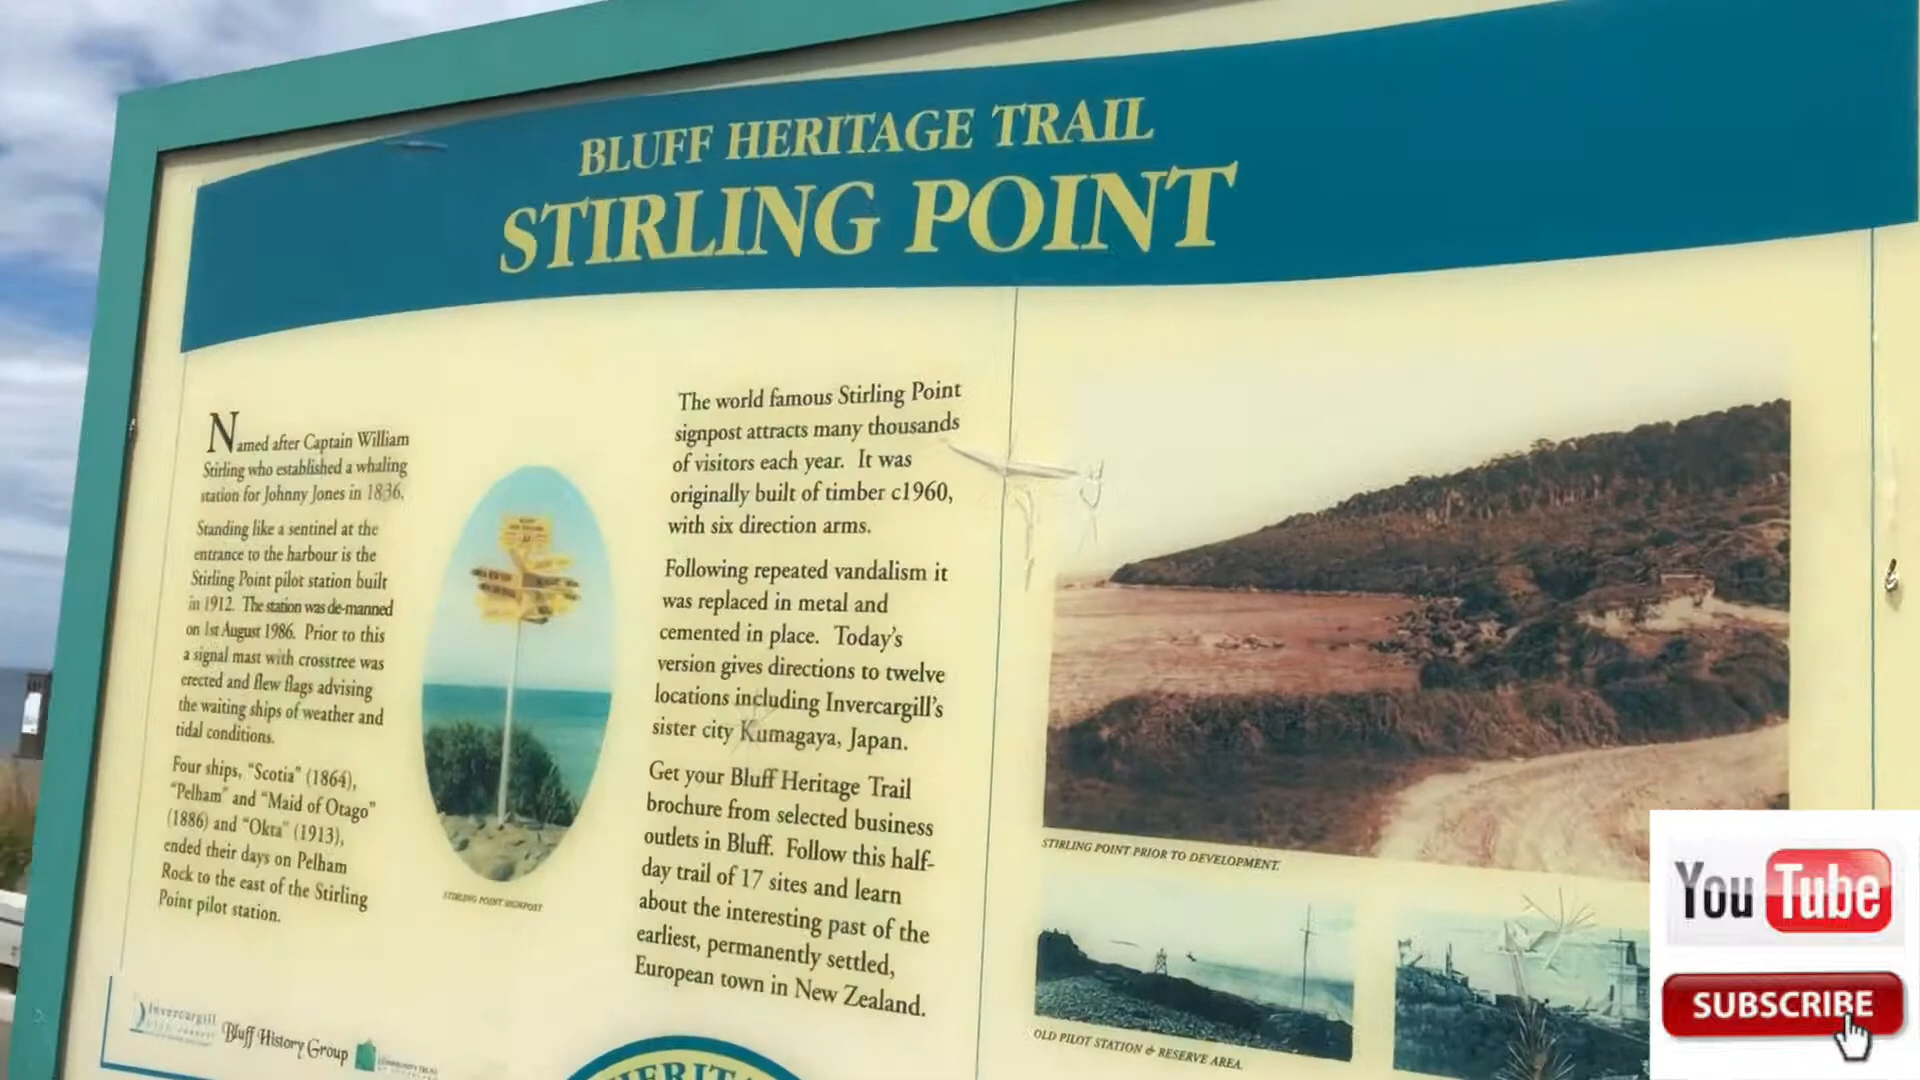 BLUFF HERITAGE TRAIL
STIRLING POINT
Named after Captain William
Stirling who established a whaling
station for Johnny Jones in 1836.
Standing like a sentinel at the
entrance to the harbour is the
Stirling Point pilot station built
in 1912. The station was de-manned
on 1st August 1986. Prior to this
a signal mast with crosstree was
erected and flew flags advising
the waiting ships of weather and
tidal conditions.
Four ships, "Scotia" (1864),
"Pelham" and "Maid of Otago"
(1886) and "Okta" (1913),
ended their days on Pelham
Rock to the east of the Stirling
Point pilot station.
STIRLING POINT SIGNPOST
The world famous Stirling Point
signpost attracts many thousands
of visitors each year. It was
originally built of timber c1960,
with six direction arms.
Following repeated vandalism it
was replaced in metal and
cemented in place. Today's
version gives directions to twelve
locations including Invercargill's
sister city Kumagaya, Japan.
Get your Bluff Heritage Trail
brochure from selected business
outlets in Bluff. Follow this half-
day trail of 17 sites and learn
about the interesting past of the
earliest, permanently settled,
European town in New Zealand.
STIRLING POINT PRIOR TO DEVELOPMENT.
OLD PILOT STATION & RESERVE AREA.
Invercargill
Bluff History Group
COMMUNITY TRUST
HERITA
YouTube
SUBSCRIBE